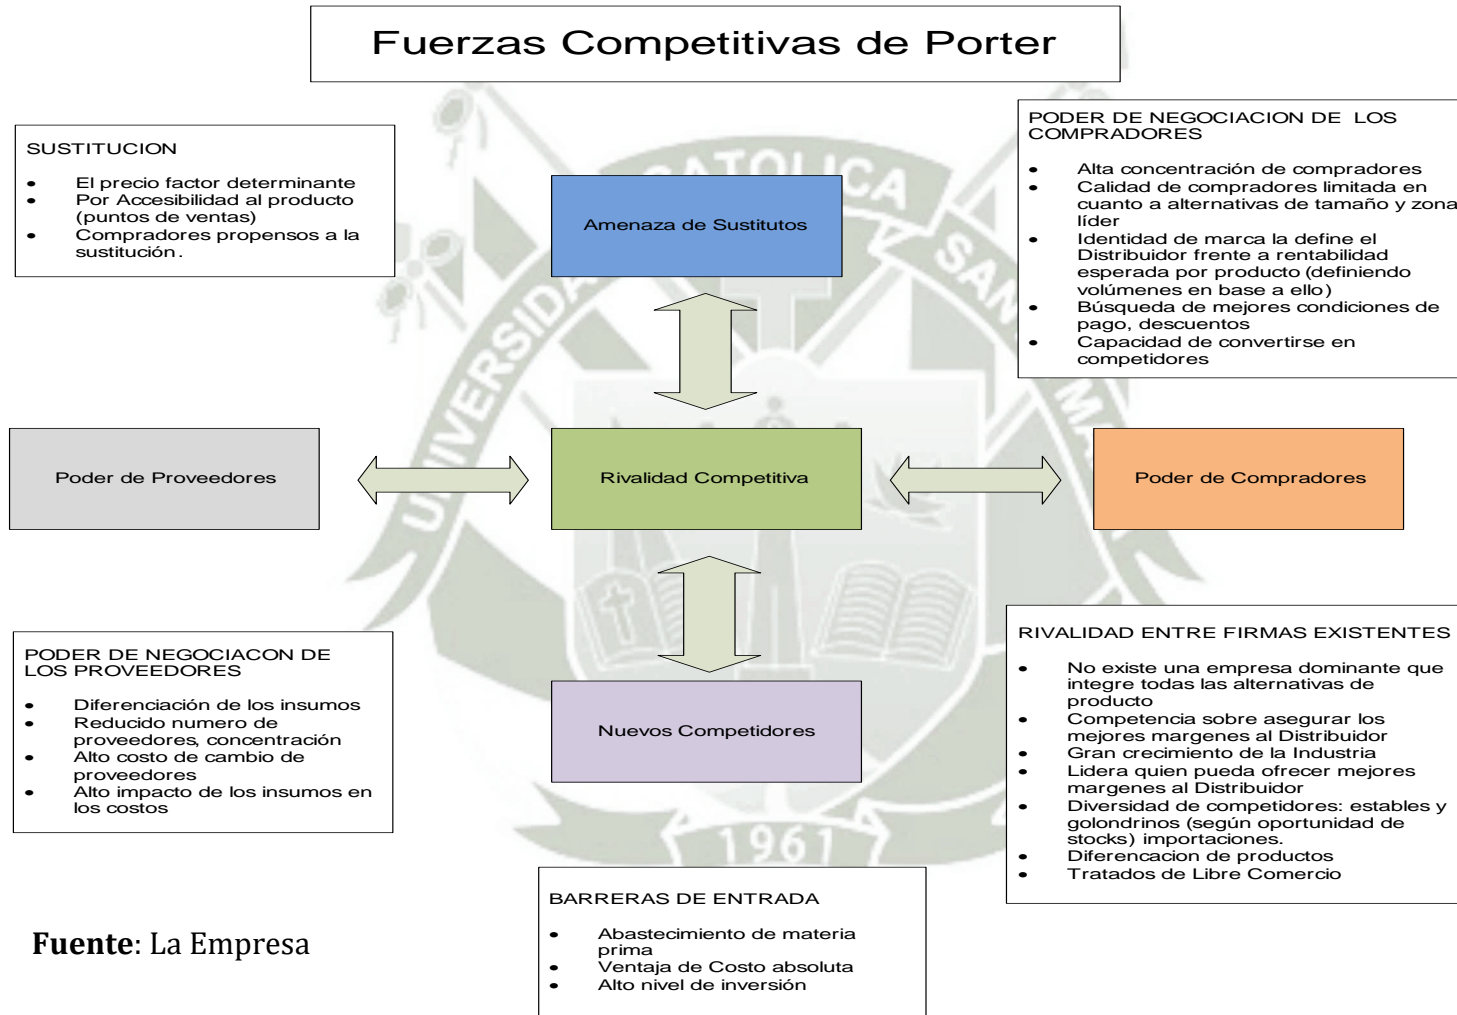 Fuerzas Competitivas de Porter
SUSTITUCION
• El precio factor determinante
• Por Accesibilidad al producto
(puntos de ventas)
• Compradores propensos a la
sustitución.
PODER DE NEGOCIACION DE LOS
COMPRADORES
• Alta concentración de compradores
• Calidad de compradores limitada en
cuanto a alternativas de tamaño y zona
líder
• Identidad de marca la define el
Distribuidor frente a rentabilidad
esperada por producto (definiendo
volúmenes en base a ello)
• Búsqueda de mejores condiciones de
pago, descuentos
• Capacidad de convertirse en
competidores
Amenaza de Sustitutos
Poder de Proveedores
Rivalidad Competitiva
Poder de Compradores
Nuevos Competidores
PODER DE NEGOCIACON DE
LOS PROVEEDORES
• Diferenciación de los insumos
• Reducido numero de
proveedores, concentración
• Alto costo de cambio de
proveedores
• Alto impacto de los insumos en
los costos
RIVALIDAD ENTRE FIRMAS EXISTENTES
• No existe una empresa dominante que
integre todas las alternativas de
producto
• Competencia sobre asegurar los
mejores margenes al Distribuidor
• Gran crecimiento de la Industria
• Lidera quien pueda ofrecer mejores
margenes al Distribuidor
• Diversidad de competidores: estables y
golondrinos (según oportunidad de
stocks) importaciones.
• Diferencacion de productos
• Tratados de Libre Comercio
BARRERAS DE ENTRADA
• Abastecimiento de materia
prima
• Ventaja de Costo absoluta
• Alto nivel de inversión
Fuente: La Empresa
CATOLICA
1961